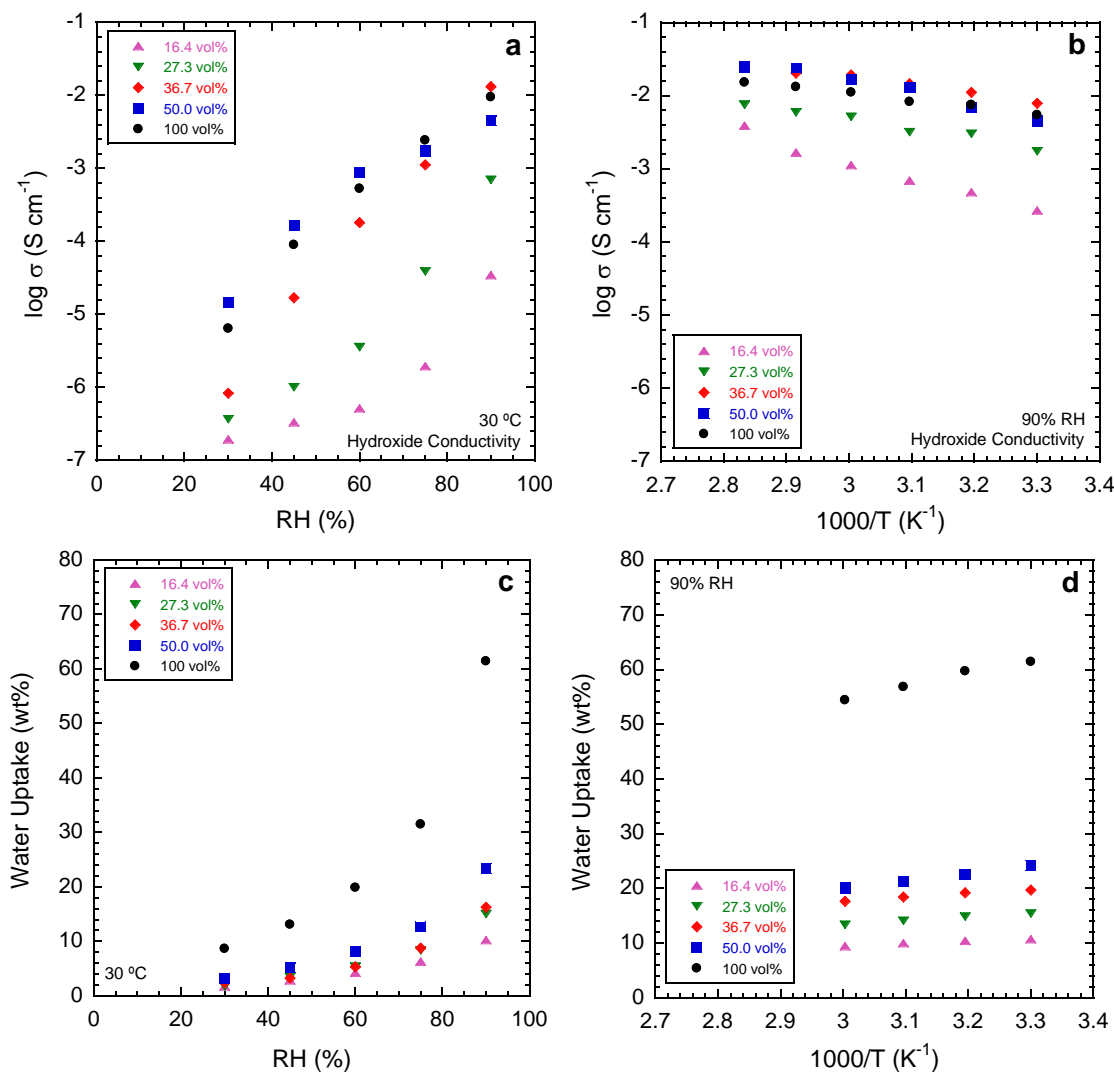 a
16.4 vol%
27.3 vol%
36.7 vol%
50.0 vol%
100 vol%
-1
-2
-3
-4
-5
-6
-7
log σ (S cm⁻¹)
30 ºC
Hydroxide Conductivity
0 20 40 60 80 100
RH (%)
b
-1
-2
-3
-4
-5
-6
-7
log σ (S cm⁻¹)
16.4 vol%
27.3 vol%
36.7 vol%
50.0 vol%
100 vol%
90% RH
Hydroxide Conductivity
2.7 2.8 2.9 3 3.1 3.2 3.3 3.4
1000/T (K⁻¹)
c
16.4 vol%
27.3 vol%
36.7 vol%
50.0 vol%
100 vol%
80
70
60
50
40
30
20
10
0
Water Uptake (wt%)
30 ºC
0 20 40 60 80 100
RH (%)
d
90% RH
80
70
60
50
40
30
20
10
0
Water Uptake (wt%)
16.4 vol%
27.3 vol%
36.7 vol%
50.0 vol%
100 vol%
2.7 2.8 2.9 3 3.1 3.2 3.3 3.4
1000/T (K⁻¹)